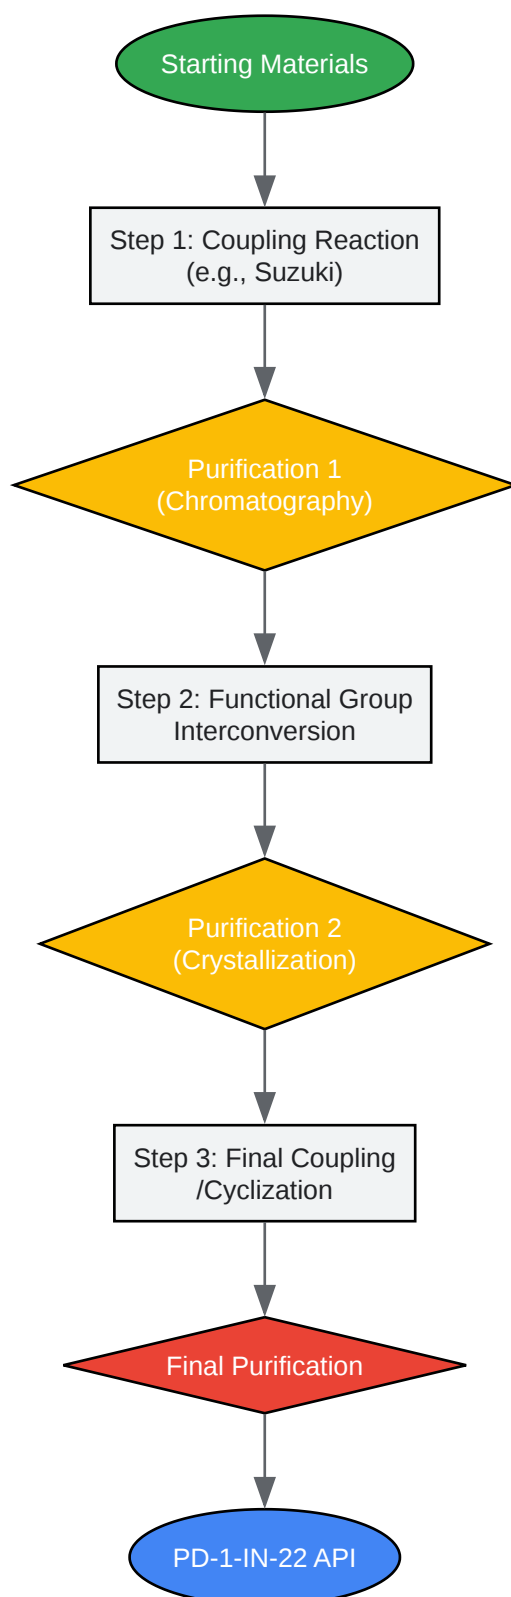 Starting Materials
Step 1: Coupling Reaction
(e.g., Suzuki)
Purification 1
(Chromatography)
Step 2: Functional Group
Interconversion
Purification 2
(Crystallization)
Step 3: Final Coupling
/Cyclization
Final Purification
PD-1-IN-22 API